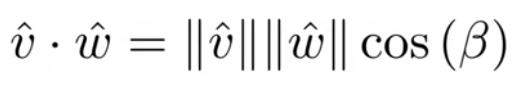 v̂ · ŵ = ‖v̂‖‖ŵ‖ cos (β)